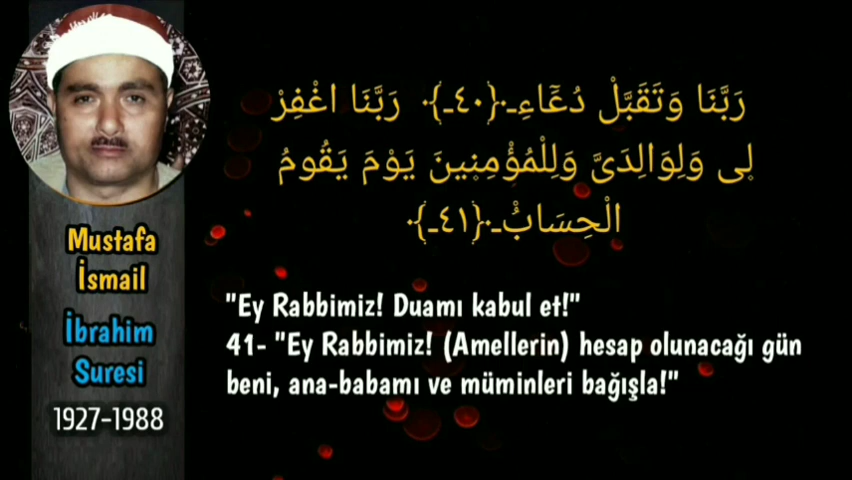 Mustafa
İsmail
İbrahim
Suresi
1927-1988
رَبَّنَا وَتَقَبَّلْ دُعَٓاءِ ﴿٤٠﴾ رَبَّنَا اغْفِرْ
ل۪ى وَلِوَالِدَىَّ وَلِلْمُؤْمِن۪ينَ يَوْمَ يَقُومُ
الْحِسَابُ۟ ﴿٤١﴾
"Ey Rabbimiz! Duamı kabul et!"
41- "Ey Rabbimiz! (Amellerin) hesap olunacağı gün
beni, ana-babamı ve müminleri bağışla!"